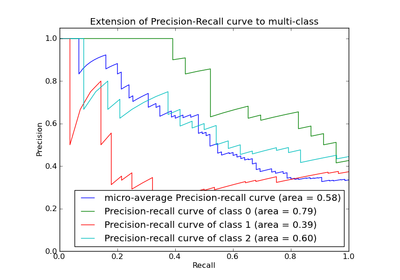 Extension of Precision-Recall curve to multi-class
1.0
0.8
0.6
0.4
0.2
0.0
Precision
micro-average Precision-recall curve (area = 0.58)
Precision-recall curve of class 0 (area = 0.79)
Precision-recall curve of class 1 (area = 0.39)
Precision-recall curve of class 2 (area = 0.60)
0.0 0.2 0.4 0.6 0.8 1.0
Recall